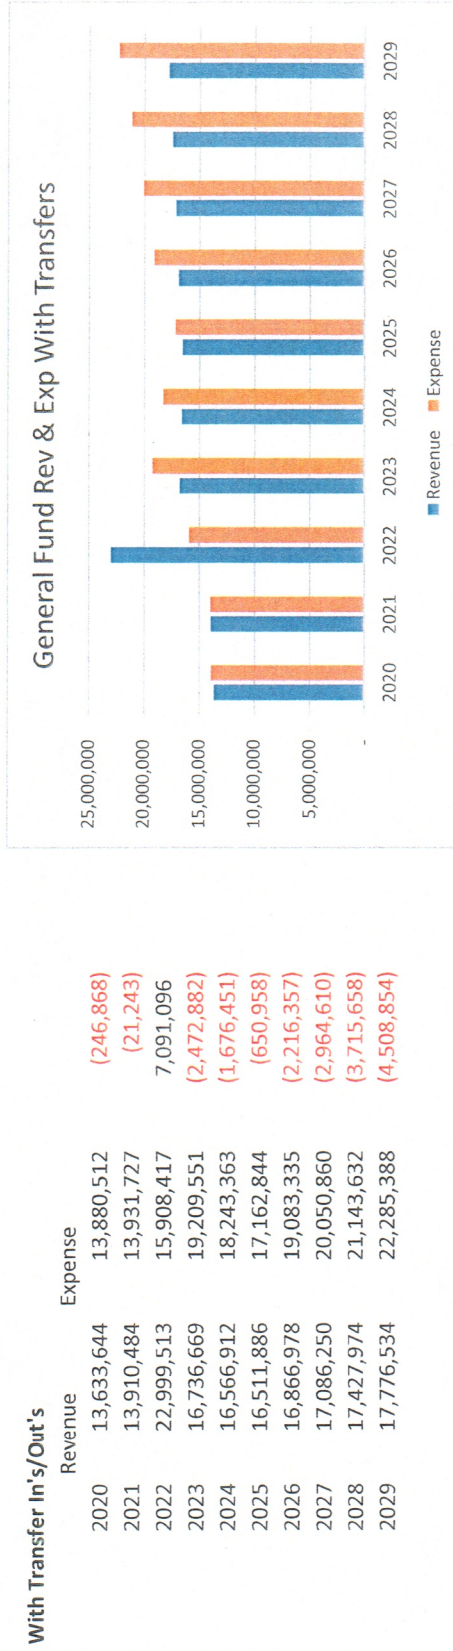 With Transfer In's/Out's
Revenue Expense
2020 13,633,644 13,880,512 (246,868)
2021 13,910,484 13,931,727 (21,243)
2022 22,999,513 15,908,417 7,091,096
2023 16,736,669 19,209,551 (2,472,882)
2024 16,566,912 18,243,363 (1,676,451)
2025 16,511,886 17,162,844 (650,958)
2026 16,866,978 19,083,335 (2,216,357)
2027 17,086,250 20,050,860 (2,964,610)
2028 17,427,974 21,143,632 (3,715,658)
2029 17,776,534 22,285,388 (4,508,854)
General Fund Rev & Exp With Transfers
25,000,000
20,000,000
15,000,000
10,000,000
5,000,000
-
2020 2021 2022 2023 2024 2025 2026 2027 2028 2029
Revenue Expense